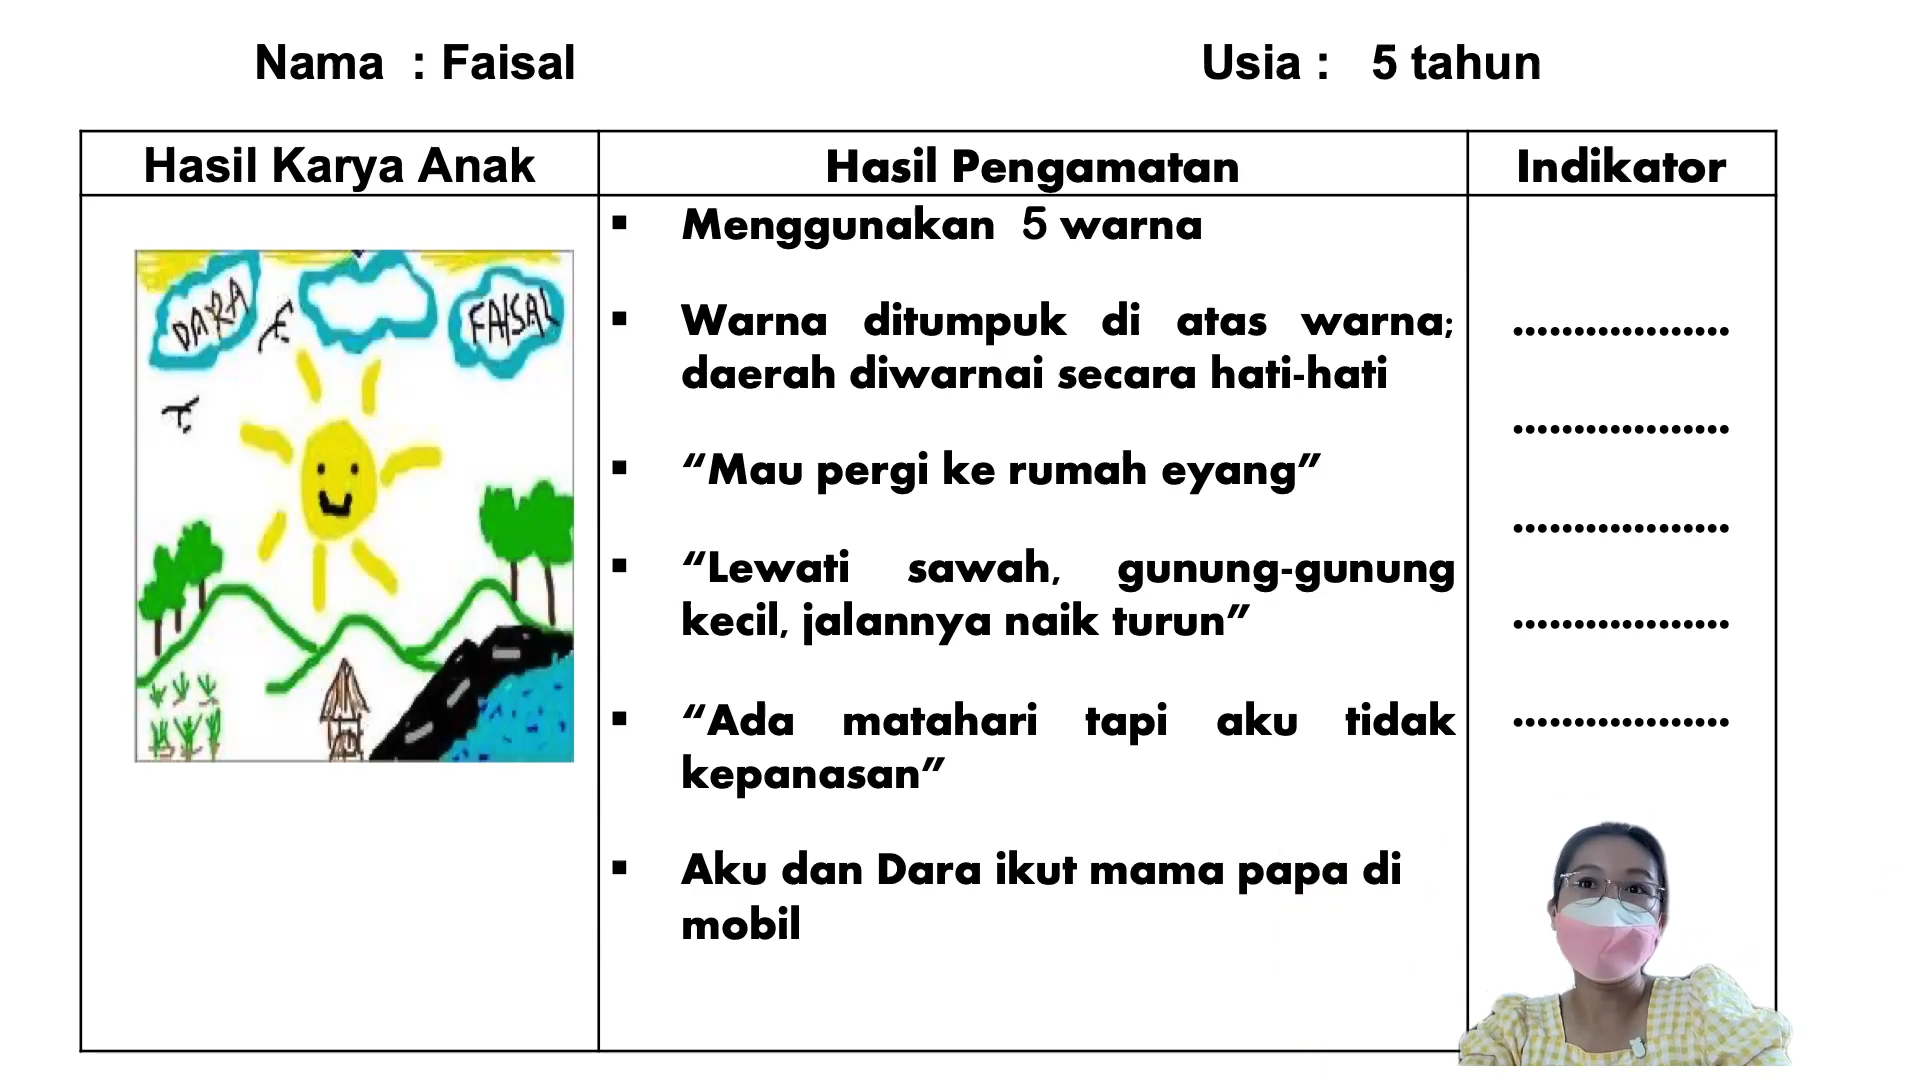 Nama : Faisal
Usia : 5 tahun
Hasil Karya Anak
Hasil Pengamatan
Indikator
DARA
FAISAL
▪ Menggunakan 5 warna
▪ Warna ditumpuk di atas warna;
daerah diwarnai secara hati-hati
▪ “Mau pergi ke rumah eyang”
▪ “Lewati sawah, gunung-gunung
kecil, jalannya naik turun”
▪ “Ada matahari tapi aku tidak
kepanasan”
▪ Aku dan Dara ikut mama papa di
mobil
..................
..................
..................
..................
..................